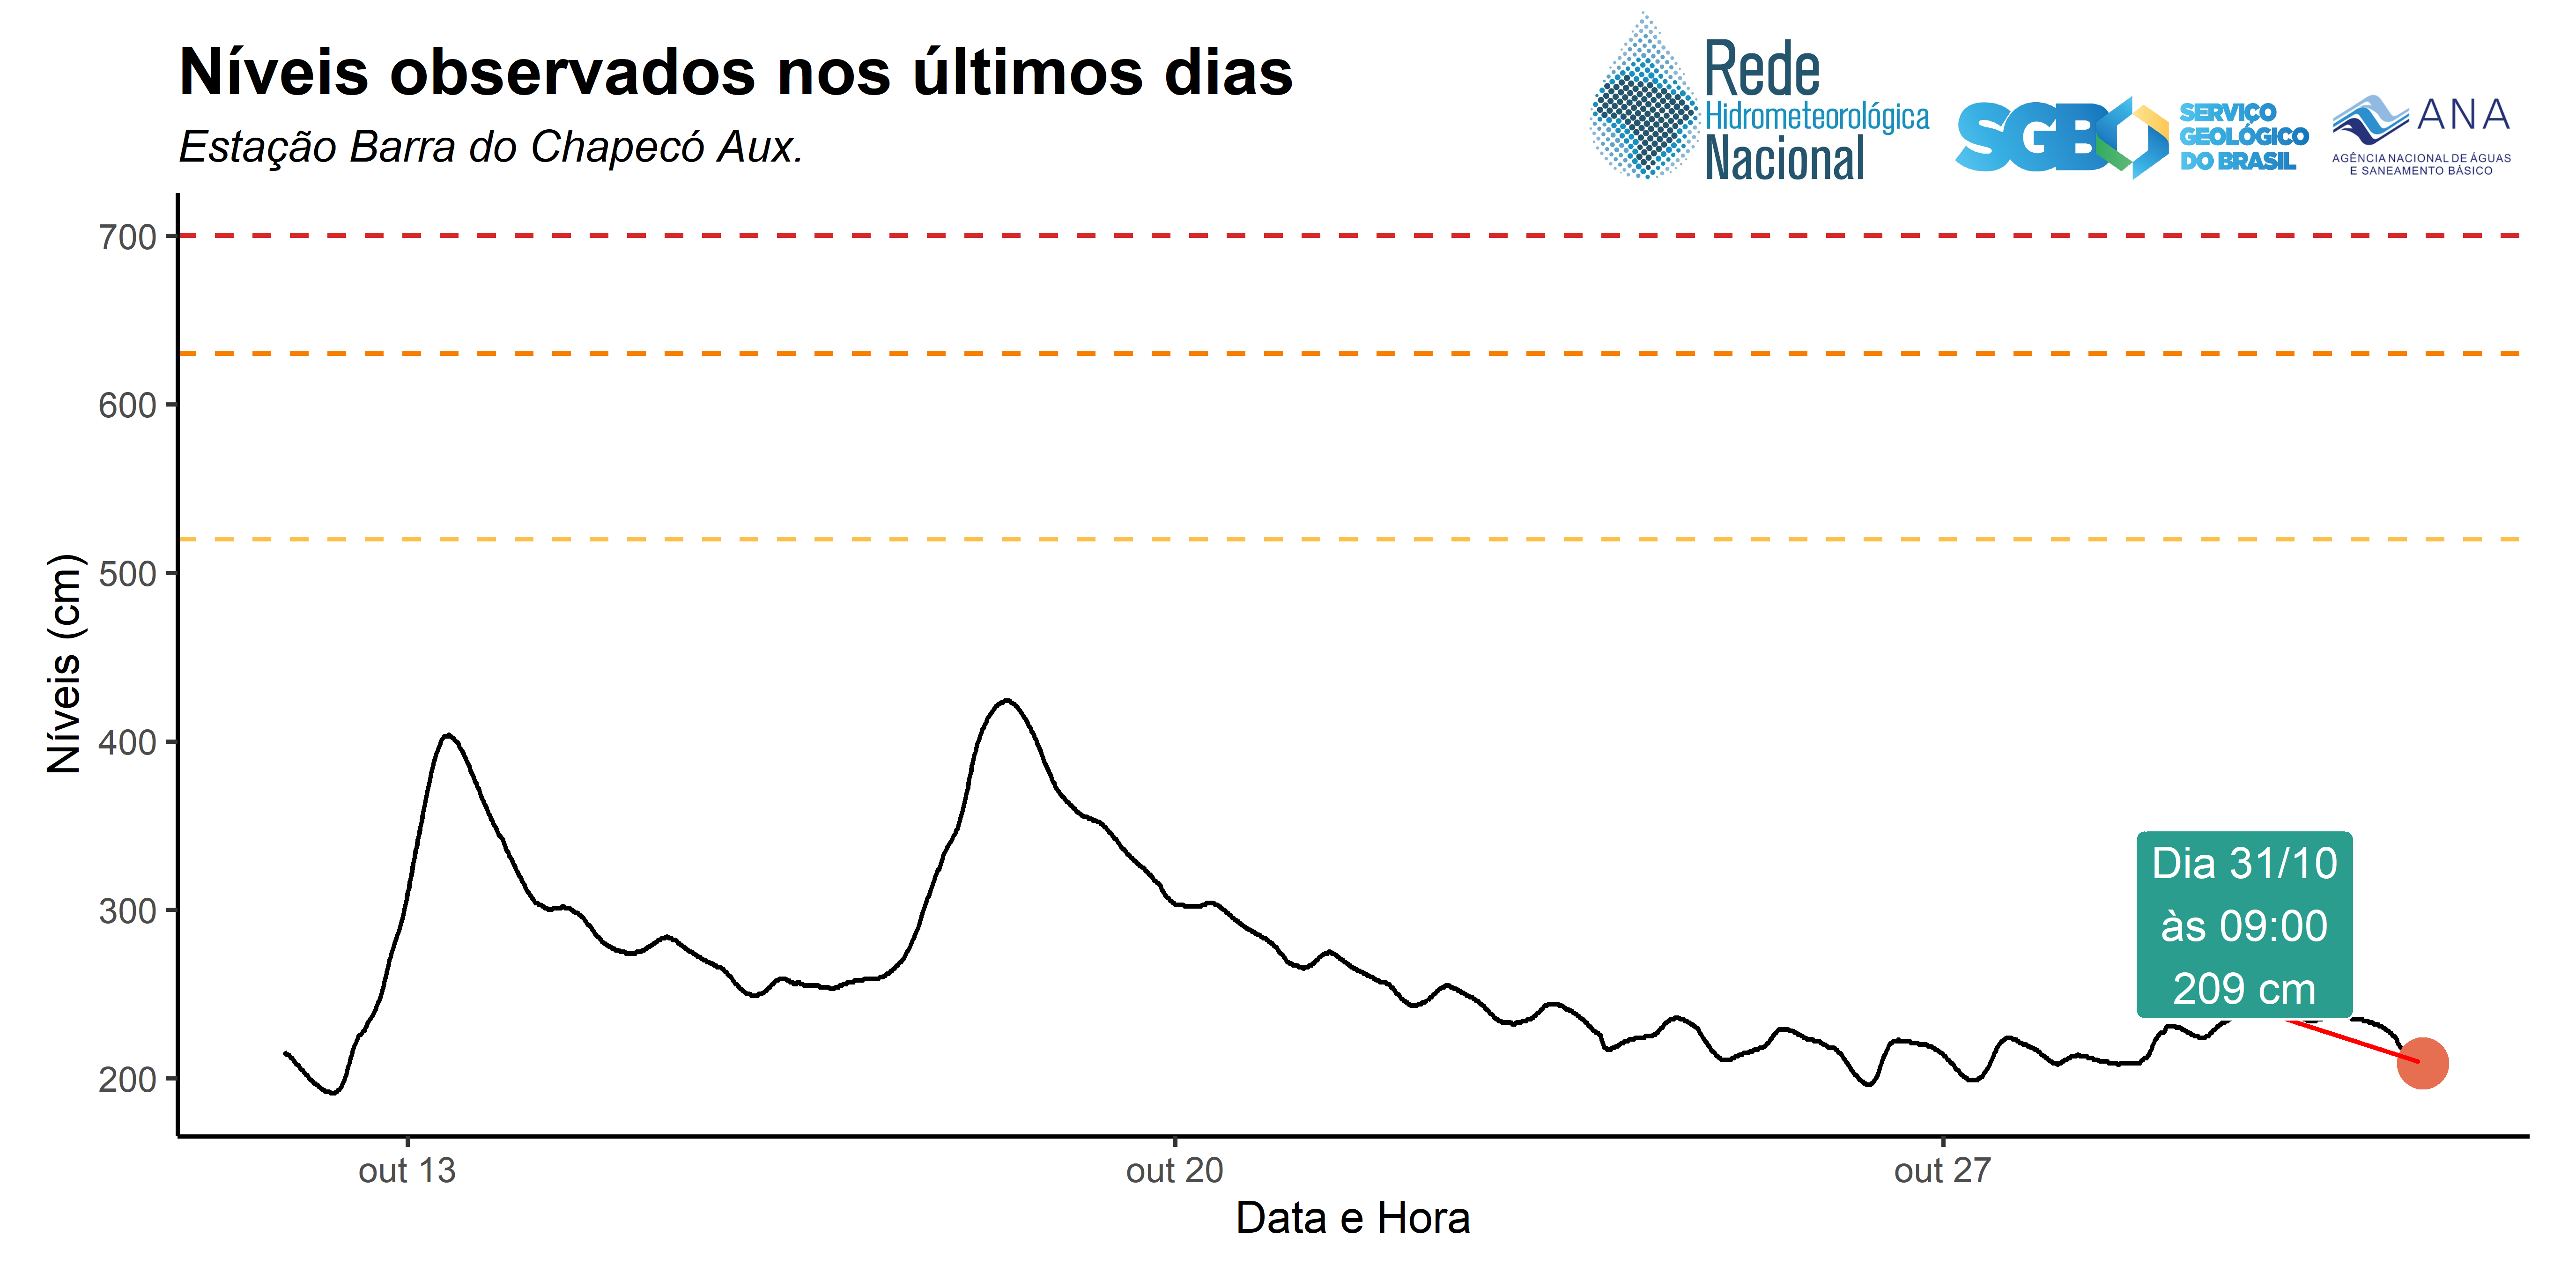 Níveis observados nos últimos dias
Estação Barra do Chapecó Aux.
Rede
Hidrometeorológica
Nacional
SGB
SERVIÇO
GEOLÓGICO
DO BRASIL
ANA
AGÊNCIA NACIONAL DE ÁGUAS
E SANEAMENTO BÁSICO
Níveis (cm)
700
600
500
400
300
200
Dia 31/10
às 09:00
209 cm
out 13
out 20
out 27
Data e Hora